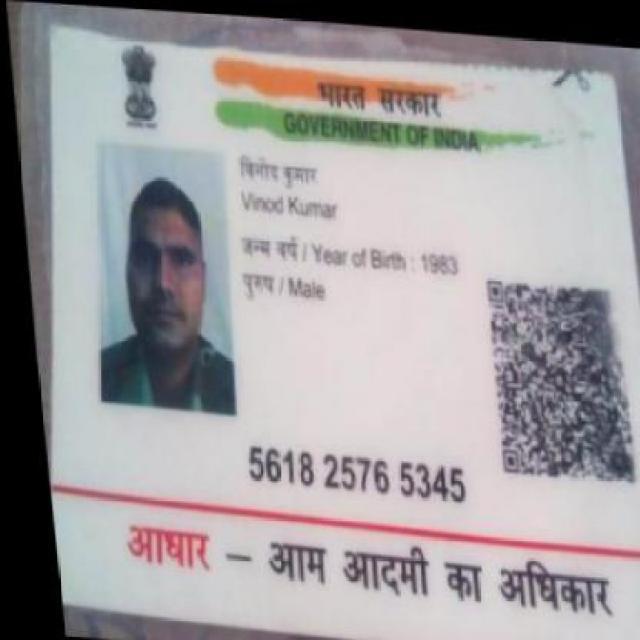 भारत सरकार
GOVERNMENT OF INDIA
विनोद कुमार
Vinod Kumar
जन्म वर्ष / Year of Birth : 1983
पुरुष / Male
5618 2576 5345
आधार – आम आदमी का अधिकार